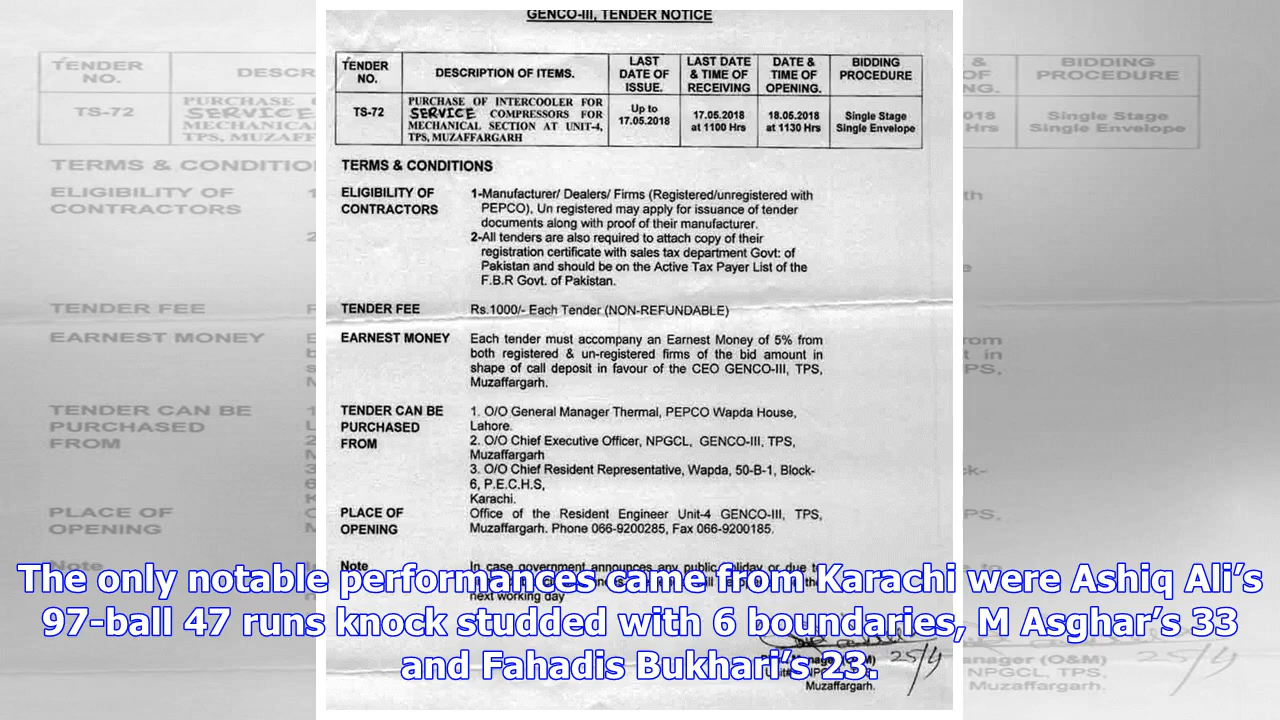 GENCO-III, TENDER NOTICE
TENDER NO. DESCRIPTION OF ITEMS. LAST DATE OF ISSUE. LAST DATE & TIME OF RECEIVING DATE & TIME OF OPENING. BIDDING PROCEDURE
TS-72 PURCHASE OF INTERCOOLER FOR SERVICE COMPRESSORS FOR MECHANICAL SECTION AT UNIT-4, TPS, MUZAFFARGARH Up to 17.05.2018 17.05.2018 at 1100 Hrs 18.05.2018 at 1130 Hrs Single Stage Single Envelope
TERMS & CONDITIONS
ELIGIBILITY OF CONTRACTORS
1-Manufacturer/ Dealers/ Firms (Registered/unregistered with
PEPCO), Un registered may apply for issuance of tender
documents along with proof of their manufacturer.
2-All tenders are also required to attach copy of their
registration certificate with sales tax department Govt: of
Pakistan and should be on the Active Tax Payer List of the
F.B.R Govt. of Pakistan.
TENDER FEE Rs.1000/- Each Tender (NON-REFUNDABLE)
EARNEST MONEY Each tender must accompany an Earnest Money of 5% from
both registered & un-registered firms of the bid amount in
shape of call deposit in favour of the CEO GENCO-III, TPS,
Muzaffargarh.
TENDER CAN BE PURCHASED FROM
1. O/O General Manager Thermal, PEPCO Wapda House,
Lahore.
2. O/O Chief Executive Officer, NPGCL, GENCO-III, TPS,
Muzaffargarh
3. O/O Chief Resident Representative, Wapda, 50-B-1, Block-
6, P.E.C.H.S,
Karachi.
PLACE OF OPENING
Office of the Resident Engineer Unit-4 GENCO-III, TPS,
Muzaffargarh. Phone 066-9200285, Fax 066-9200185.
Note In case government announces any public holiday or due to
next working day
The only notable performances came from Karachi were Ashiq Ali's
97-ball 47 runs knock studded with 6 boundaries, M Asghar's 33
and Fahadis Bukhari's 23.
25/4
Muzaffargarh.